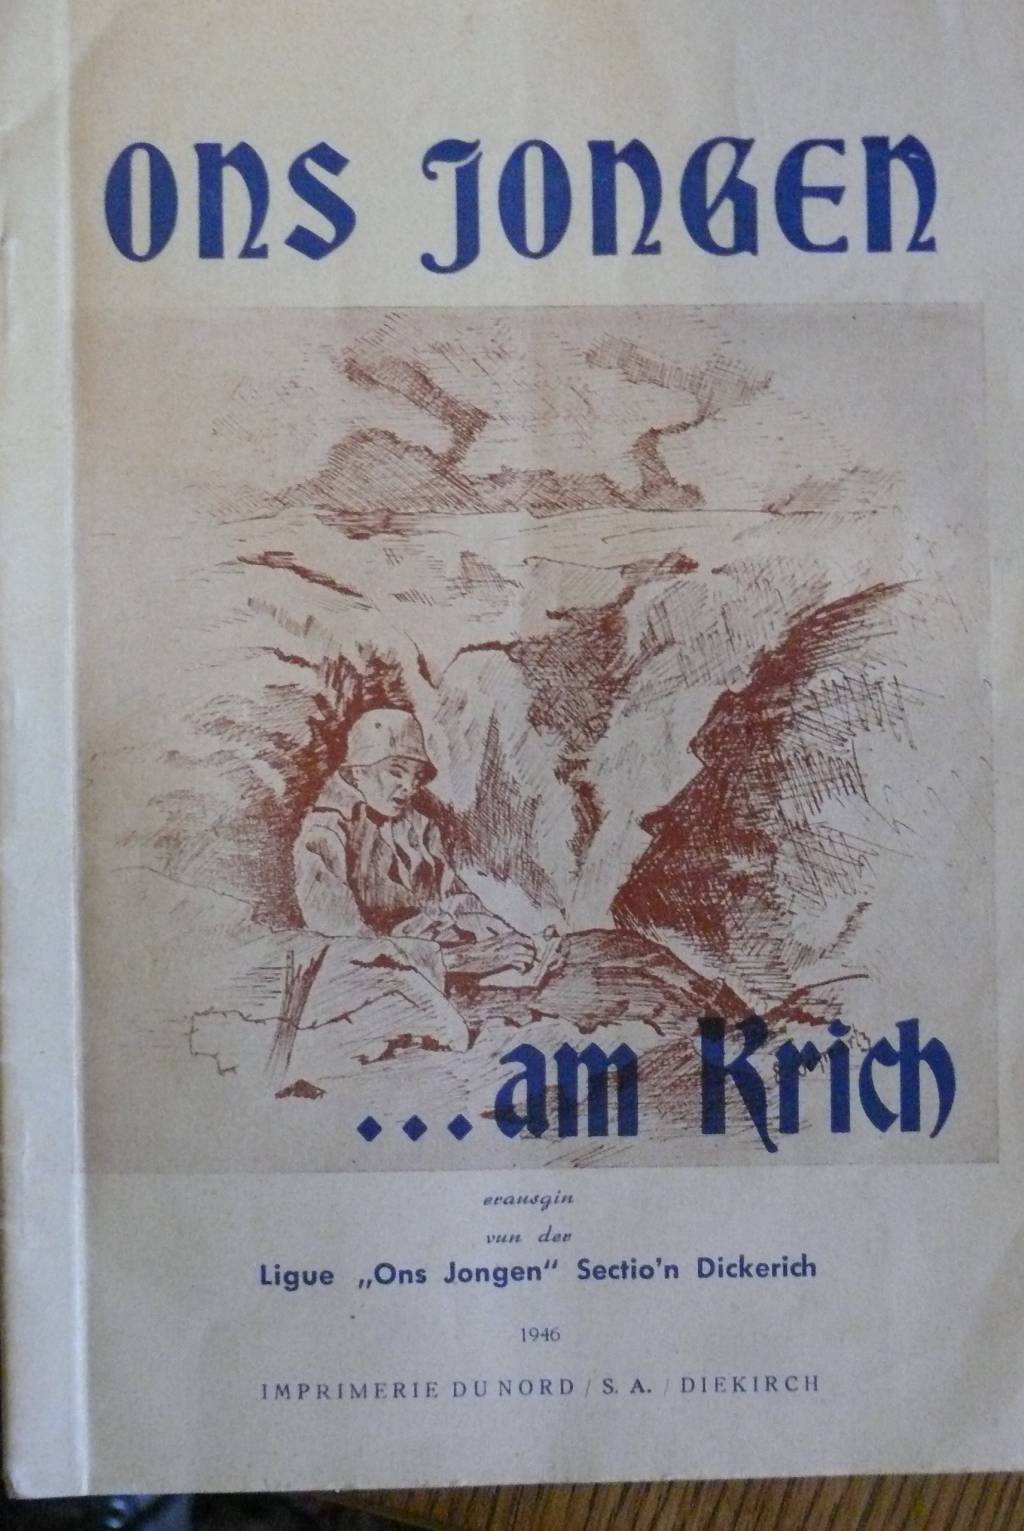 ONS JONGEN
...am Krich
erausgin
vun der
Ligue „Ons Jongen“ Sectio'n Dickerich
1946
IMPRIMERIE DU NORD / S. A. / DIEKIRCH